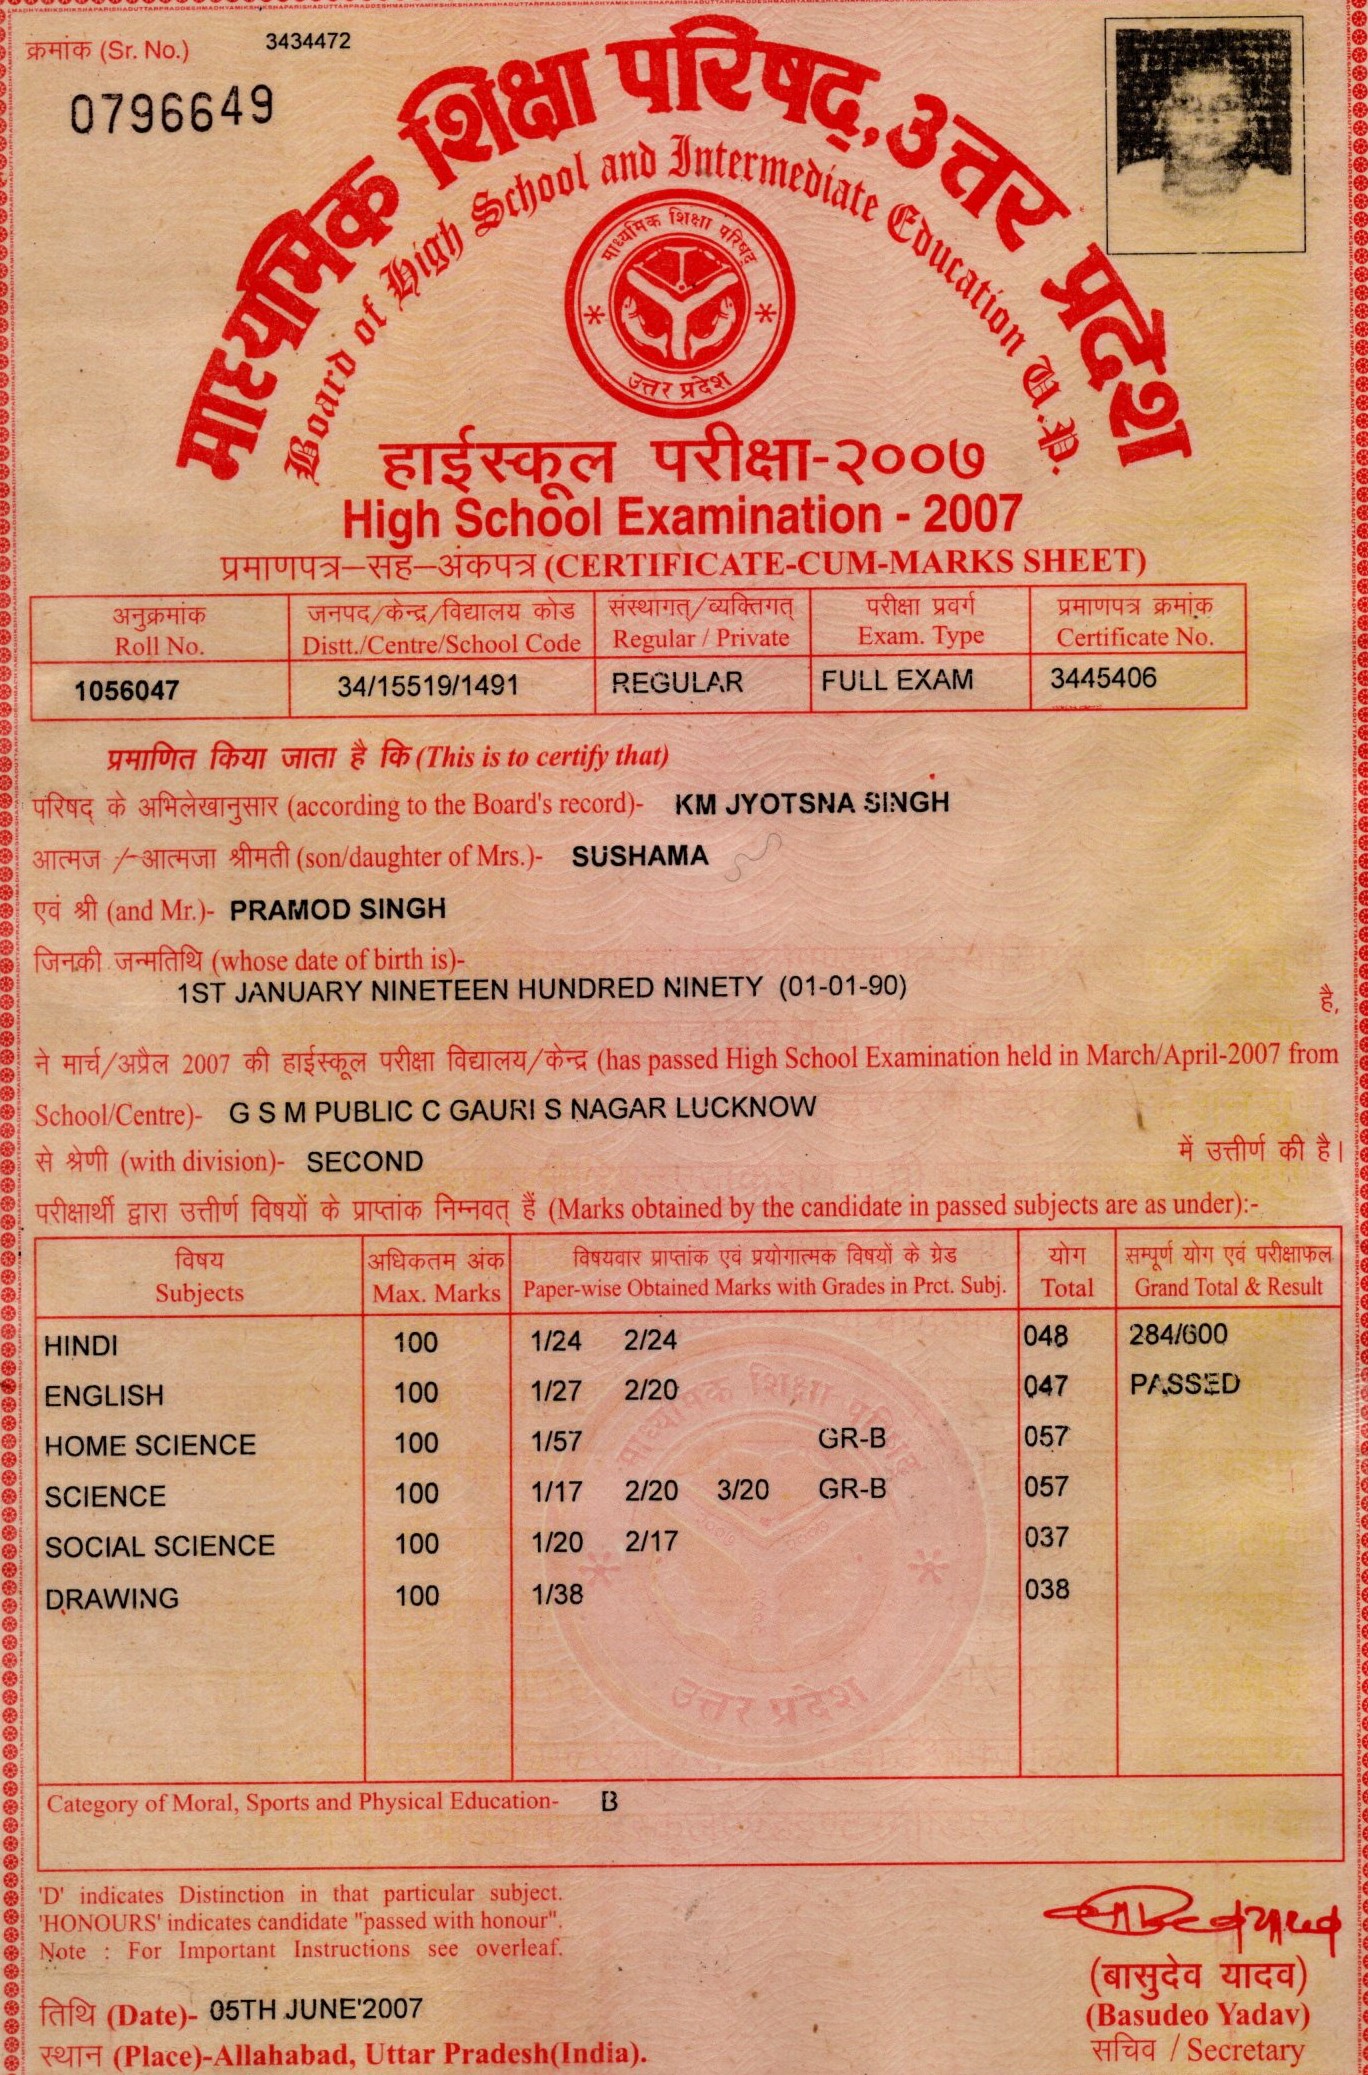 क्रमांक (Sr. No.) 3434472
0796649
माध्यमिक शिक्षा परिषद्, उत्तर प्रदेश
Board of High School and Intermediate Education U.P.
माध्यमिक शिक्षा परिषद्
उत्तर प्रदेश
हाईस्कूल परीक्षा-२००७
High School Examination - 2007
प्रमाणपत्र–सह–अंकपत्र (CERTIFICATE-CUM-MARKS SHEET)
अनुक्रमांक जनपद/केन्द्र/विद्यालय कोड संस्थागत्/व्यक्तिगत् परीक्षा प्रवर्ग प्रमाणपत्र क्रमांक
Roll No. Distt./Centre/School Code Regular / Private Exam. Type Certificate No.
1056047 34/15519/1491 REGULAR FULL EXAM 3445406
प्रमाणित किया जाता है कि (This is to certify that)
परिषद् के अभिलेखानुसार (according to the Board's record)- KM JYOTSNA SINGH
आत्मज / आत्मजा श्रीमती (son/daughter of Mrs.)- SUSHAMA
एवं श्री (and Mr.)- PRAMOD SINGH
जिनकी जन्मतिथि (whose date of birth is)-
1ST JANUARY NINETEEN HUNDRED NINETY (01-01-90) है,
ने मार्च/अप्रैल 2007 की हाईस्कूल परीक्षा विद्यालय/केन्द्र (has passed High School Examination held in March/April-2007 from
School/Centre)- G S M PUBLIC C GAURI S NAGAR LUCKNOW
से श्रेणी (with division)- SECOND में उत्तीर्ण की है।
परीक्षार्थी द्वारा उत्तीर्ण विषयों के प्राप्तांक निम्नवत् हैं (Marks obtained by the candidate in passed subjects are as under):-
विषय अधिकतम अंक विषयवार प्राप्तांक एवं प्रयोगात्मक विषयों के ग्रेड योग सम्पूर्ण योग एवं परीक्षाफल
Subjects Max. Marks Paper-wise Obtained Marks with Grades in Prct. Subj. Total Grand Total & Result
HINDI 100 1/24 2/24 048 284/600
ENGLISH 100 1/27 2/20 047 PASSED
HOME SCIENCE 100 1/57 GR-B 057
SCIENCE 100 1/17 2/20 3/20 GR-B 057
SOCIAL SCIENCE 100 1/20 2/17 037
DRAWING 100 1/38 038
माध्यमिक शिक्षा परिषद्
उत्तर प्रदेश
Category of Moral, Sports and Physical Education- B
'D' indicates Distinction in that particular subject.
'HONOURS' indicates candidate "passed with honour".
Note : For Important Instructions see overleaf.
(बासुदेव यादव)
तिथि (Date)- 05TH JUNE'2007 (Basudeo Yadav)
स्थान (Place)-Allahabad, Uttar Pradesh(India). सचिव / Secretary